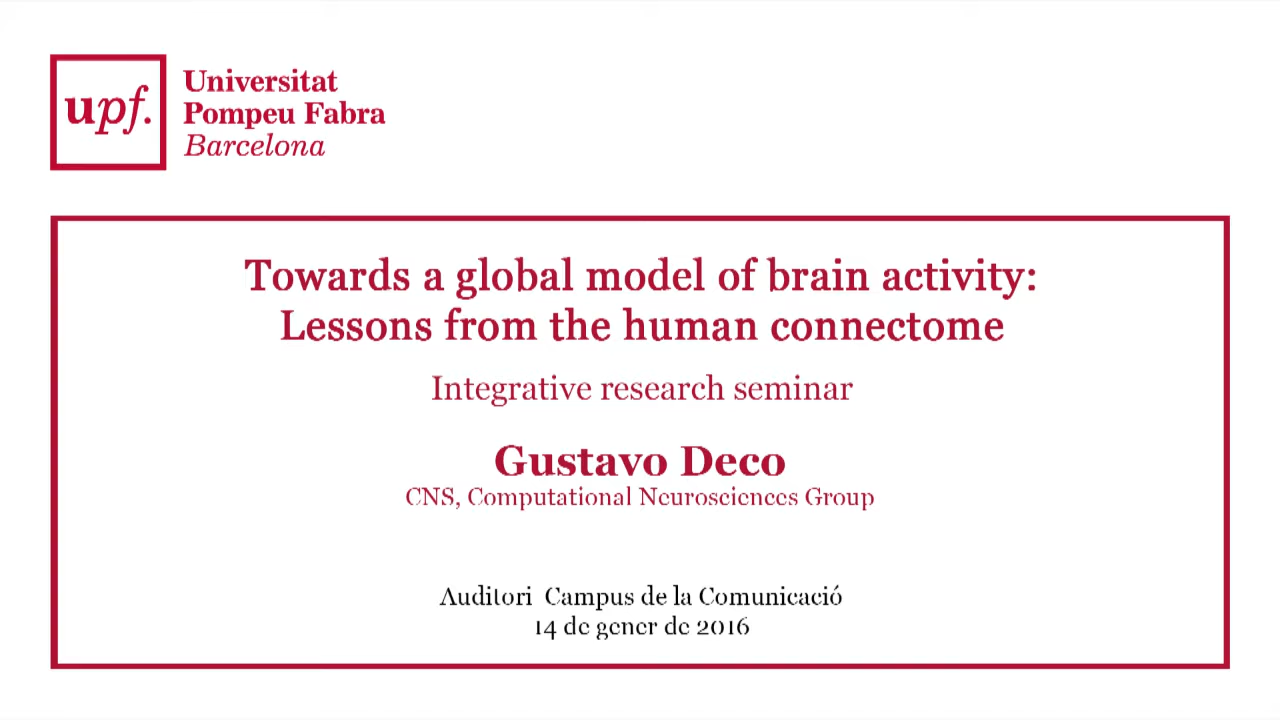 upf.
Universitat
Pompeu Fabra
Barcelona
Towards a global model of brain activity:
Lessons from the human connectome
Integrative research seminar
Gustavo Deco
CNS, Computational Neurosciences Group
Auditori Campus de la Comunicació
14 de gener de 2016